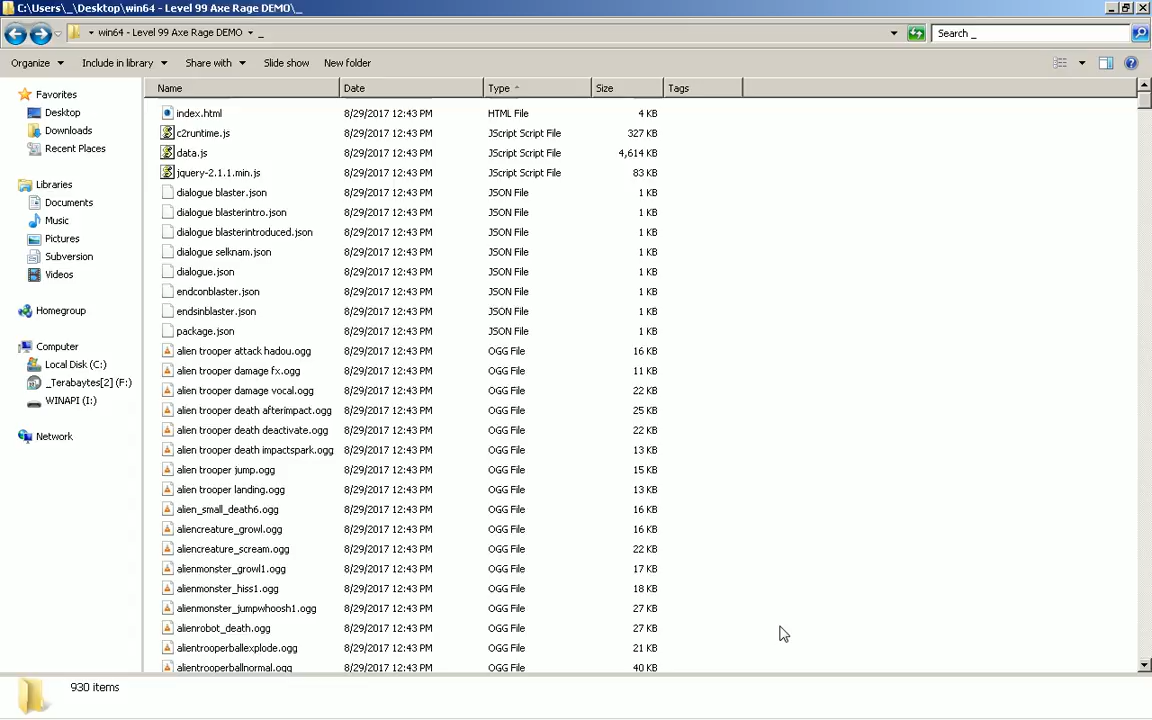 C:\Users\_\Desktop\win64 - Level 99 Axe Rage DEMO\_
win64 - Level 99 Axe Rage DEMO _
Search _
Organize Include in library Share with Slide show New folder
Name Date Type Size Tags
Favorites
Desktop
Downloads
Recent Places
Libraries
Documents
Music
Pictures
Subversion
Videos
Homegroup
Computer
Local Disk (C:)
_Terabaytes[2] (F:)
WINAPI (I:)
Network
index.html 8/29/2017 12:43 PM HTML File 4 KB
c2runtime.js 8/29/2017 12:43 PM JScript Script File 327 KB
data.js 8/29/2017 12:43 PM JScript Script File 4,614 KB
jquery-2.1.1.min.js 8/29/2017 12:43 PM JScript Script File 83 KB
dialogue blaster.json 8/29/2017 12:43 PM JSON File 1 KB
dialogue blasterintro.json 8/29/2017 12:43 PM JSON File 1 KB
dialogue blasterintroduced.json 8/29/2017 12:43 PM JSON File 1 KB
dialogue selknam.json 8/29/2017 12:43 PM JSON File 1 KB
dialogue.json 8/29/2017 12:43 PM JSON File 1 KB
endconblaster.json 8/29/2017 12:43 PM JSON File 1 KB
endsinblaster.json 8/29/2017 12:43 PM JSON File 1 KB
package.json 8/29/2017 12:43 PM JSON File 1 KB
alien trooper attack hadou.ogg 8/29/2017 12:43 PM OGG File 16 KB
alien trooper damage fx.ogg 8/29/2017 12:43 PM OGG File 11 KB
alien trooper damage vocal.ogg 8/29/2017 12:43 PM OGG File 22 KB
alien trooper death afterimpact.ogg 8/29/2017 12:43 PM OGG File 25 KB
alien trooper death deactivate.ogg 8/29/2017 12:43 PM OGG File 22 KB
alien trooper death impactspark.ogg 8/29/2017 12:43 PM OGG File 13 KB
alien trooper jump.ogg 8/29/2017 12:43 PM OGG File 15 KB
alien trooper landing.ogg 8/29/2017 12:43 PM OGG File 13 KB
alien_small_death6.ogg 8/29/2017 12:43 PM OGG File 16 KB
aliencreature_growl.ogg 8/29/2017 12:43 PM OGG File 16 KB
aliencreature_scream.ogg 8/29/2017 12:43 PM OGG File 22 KB
alienmonster_growl1.ogg 8/29/2017 12:43 PM OGG File 17 KB
alienmonster_hiss1.ogg 8/29/2017 12:43 PM OGG File 18 KB
alienmonster_jumpwhoosh1.ogg 8/29/2017 12:43 PM OGG File 27 KB
alienrobot_death.ogg 8/29/2017 12:43 PM OGG File 27 KB
alientrooperballexplode.ogg 8/29/2017 12:43 PM OGG File 21 KB
alientrooperballnormal.ogg 8/29/2017 12:43 PM OGG File 40 KB
930 items